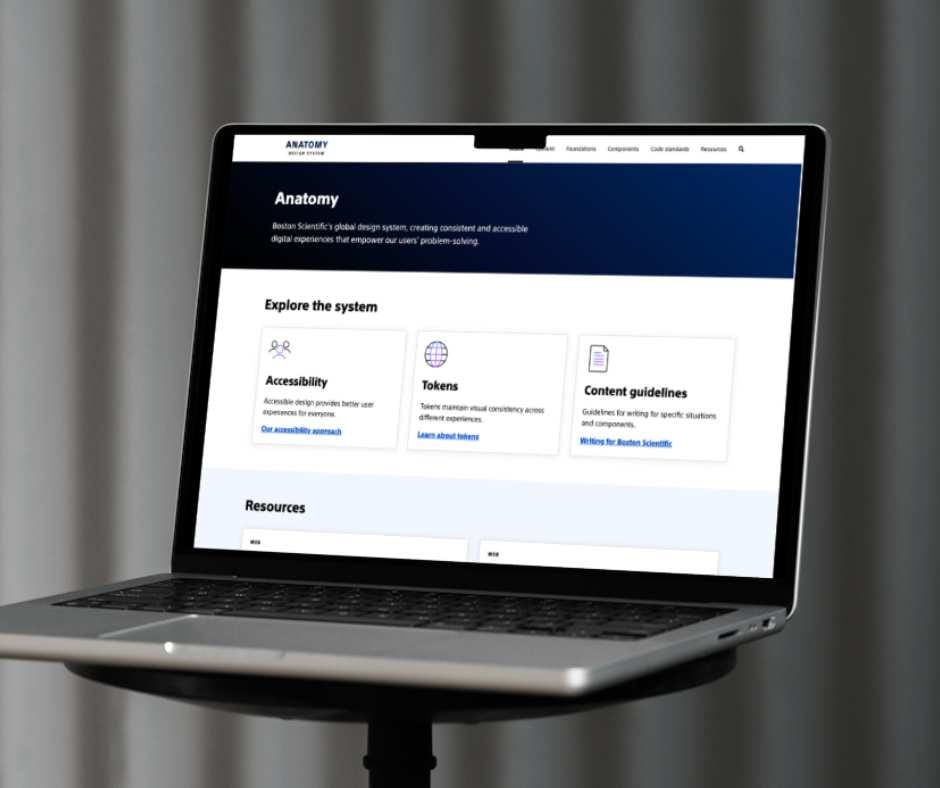 ANATOMY
DESIGN SYSTEM
Foundations Components Code standards Resources
Anatomy
Boston Scientific's global design system, creating consistent and accessible
digital experiences that empower our users' problem-solving.
Explore the system
Accessibility
Accessible design provides better user
experiences for everyone.
Our accessibility approach
Tokens
Tokens maintain visual consistency across
different experiences.
Learn about tokens
Content guidelines
Guidelines for writing for specific situations
and components.
Writing for Boston Scientific
Resources
WEB
WEB